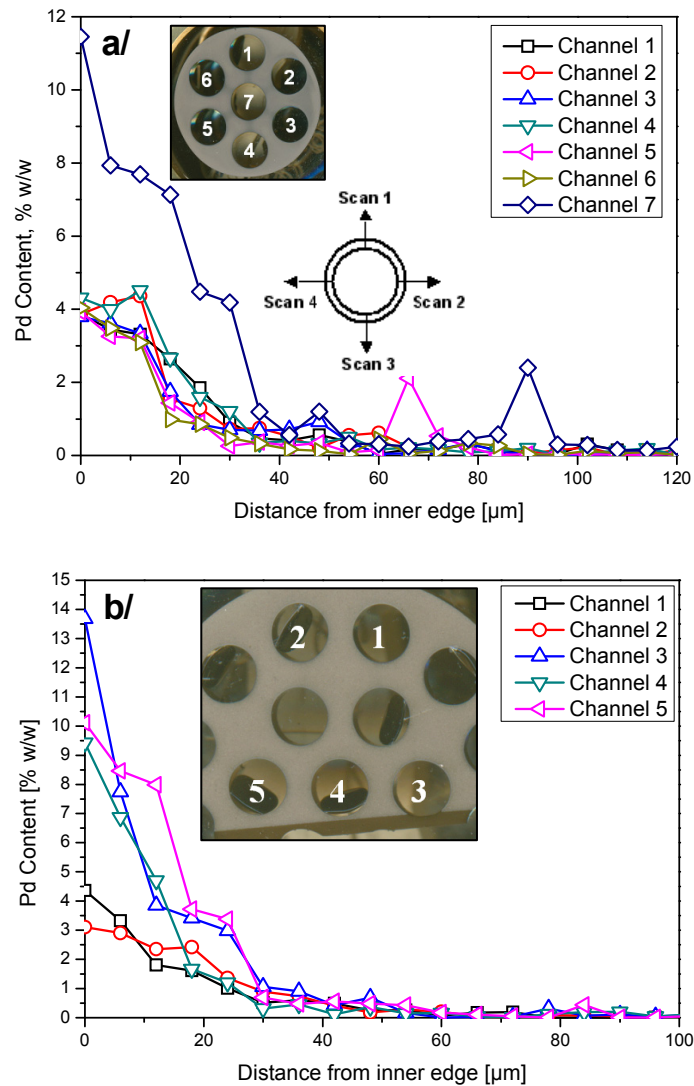 a/
12
10
8
6
4
2
0
Pd Content, % w/w
0 20 40 60 80 100 120
Distance from inner edge [µm]
1
6 2
7
5 3
4
Channel 1
Channel 2
Channel 3
Channel 4
Channel 5
Channel 6
Channel 7
Scan 1
Scan 4 Scan 2
Scan 3
b/
15
14
13
12
11
10
9
8
7
6
5
4
3
2
1
0
Pd Content [% w/w]
0 20 40 60 80 100
Distance from inner edge [µm]
2 1
5 4 3
Channel 1
Channel 2
Channel 3
Channel 4
Channel 5